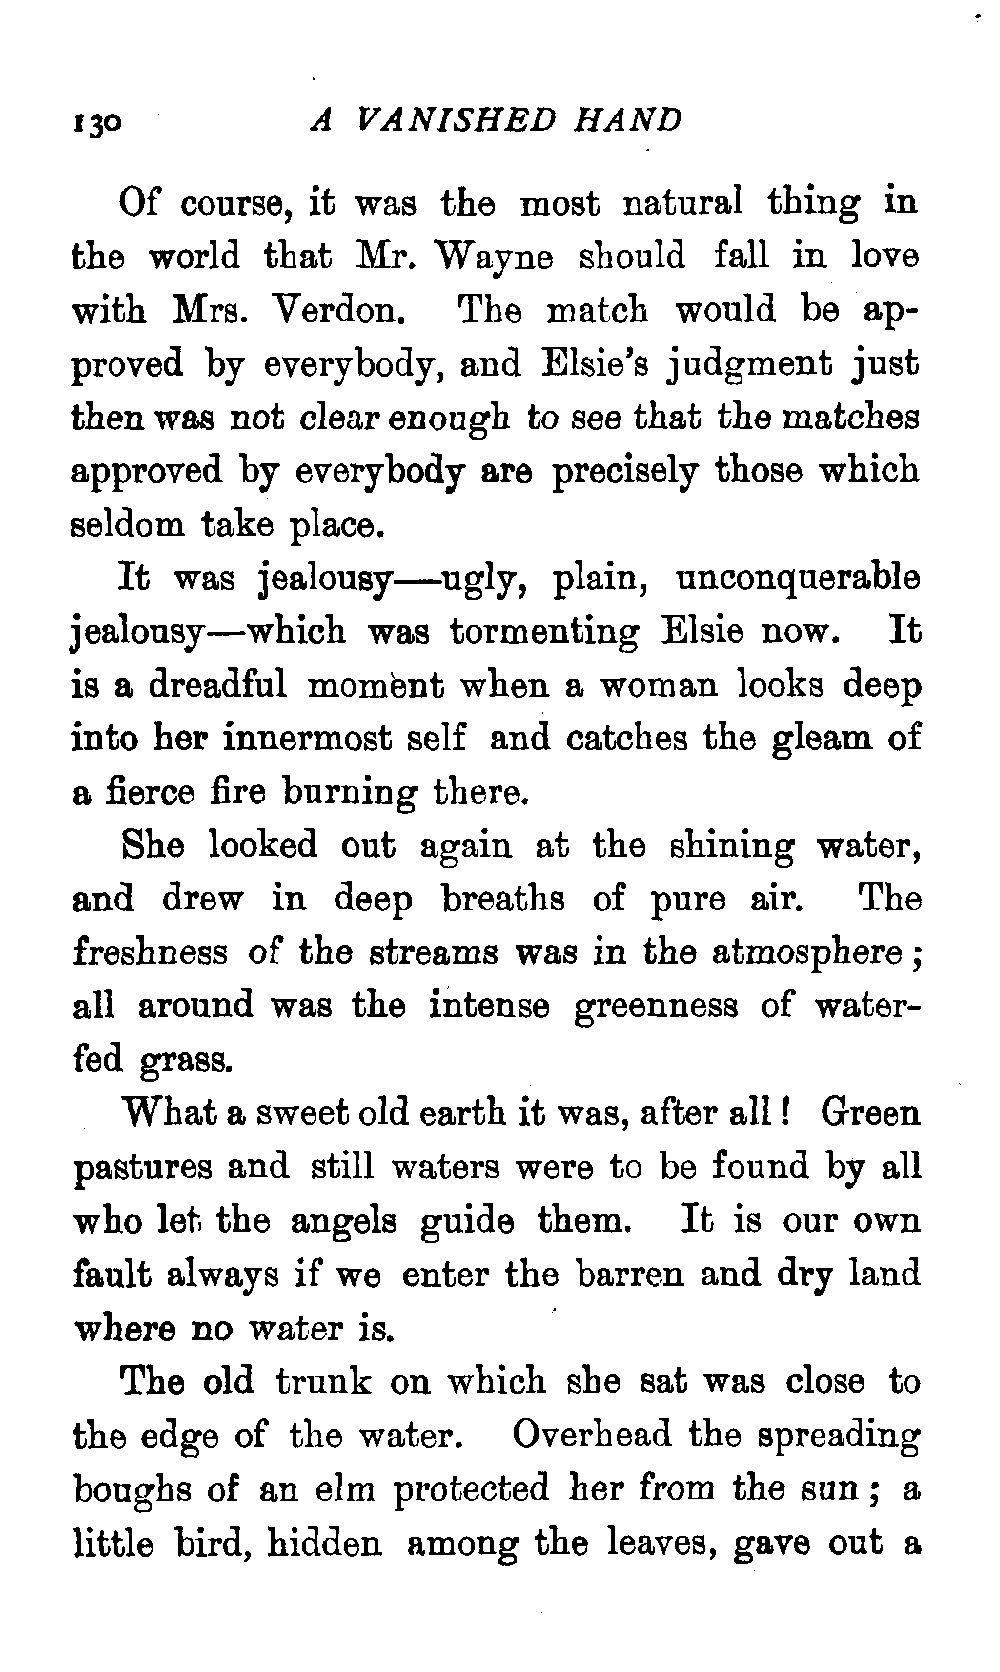 130 A VANISHED HAND
Of course, it was the most natural thing in
the world that Mr. Wayne should fall in love
with Mrs. Verdon. The match would be ap-
proved by everybody, and Elsie's judgment just
then was not clear enough to see that the matches
approved by everybody are precisely those which
seldom take place.
It was jealousy—ugly, plain, unconquerable
jealousy—which was tormenting Elsie now. It
is a dreadful moment when a woman looks deep
into her innermost self and catches the gleam of
a fierce fire burning there.
She looked out again at the shining water,
and drew in deep breaths of pure air. The
freshness of the streams was in the atmosphere;
all around was the intense greenness of water-
fed grass.
What a sweet old earth it was, after all! Green
pastures and still waters were to be found by all
who let the angels guide them. It is our own
fault always if we enter the barren and dry land
where no water is.
The old trunk on which she sat was close to
the edge of the water. Overhead the spreading
boughs of an elm protected her from the sun; a
little bird, hidden among the leaves, gave out a